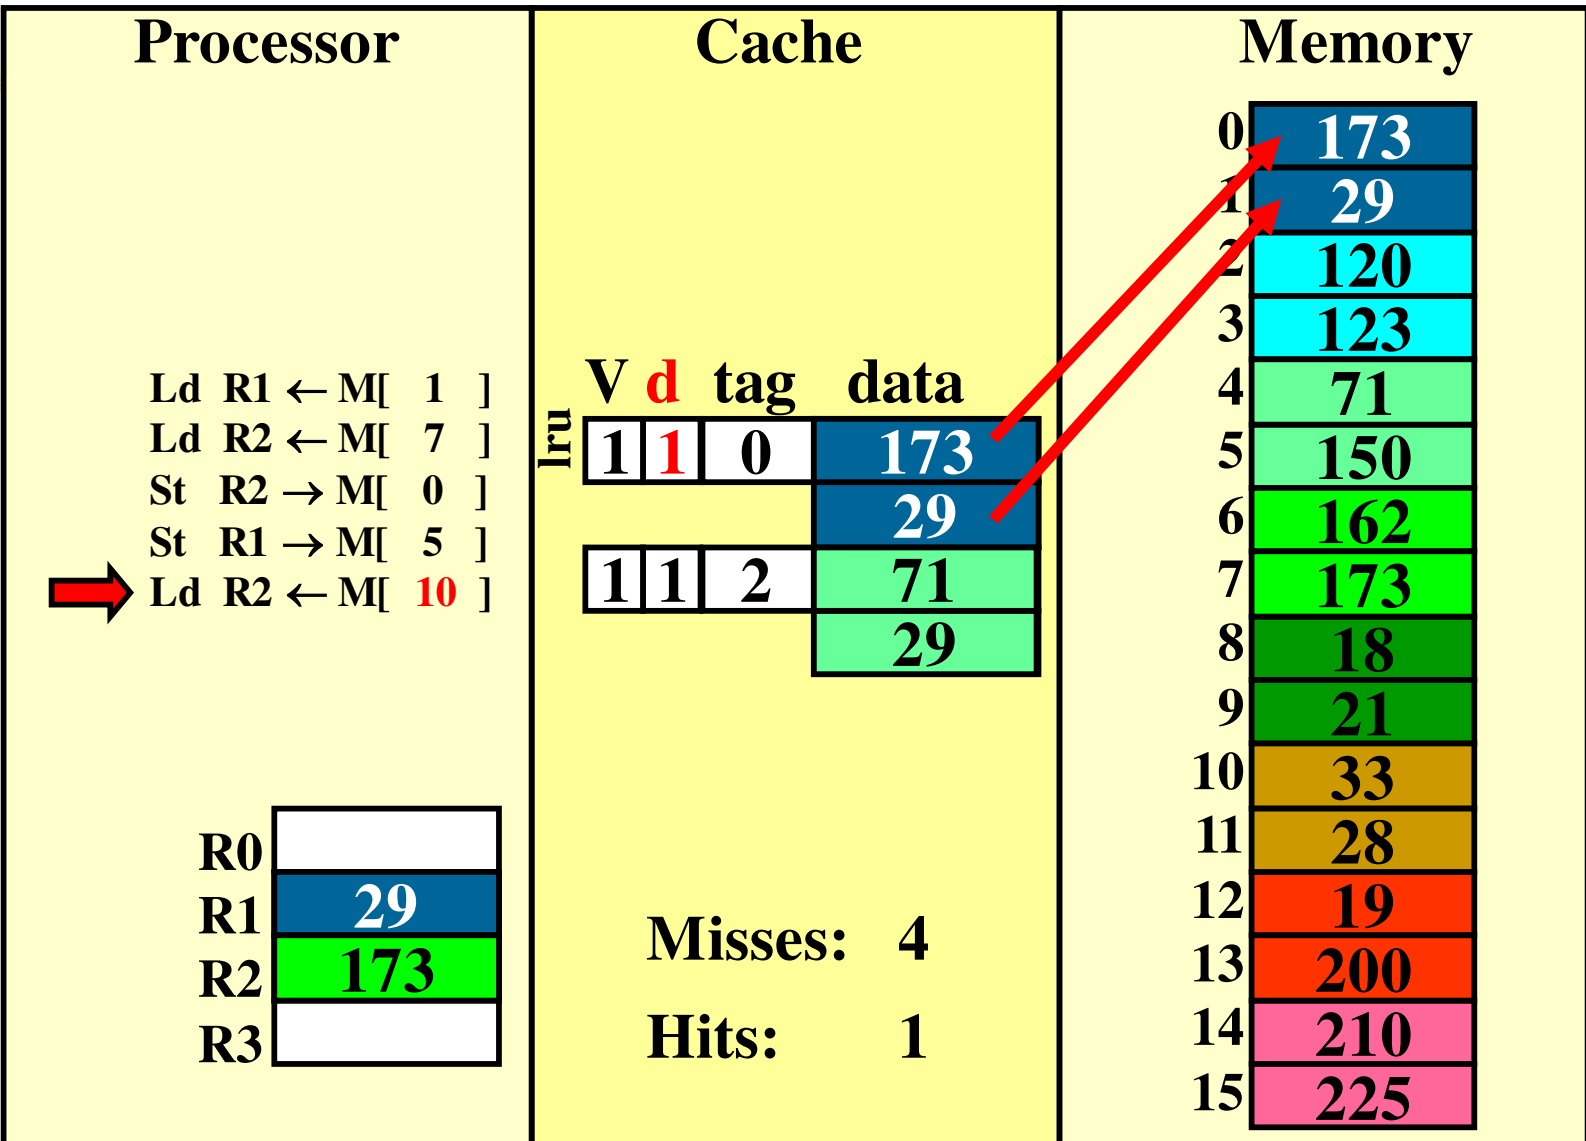 Processor
Ld R1 ← M[ 1 ]
Ld R2 ← M[ 7 ]
St R2 → M[ 0 ]
St R1 → M[ 5 ]
Ld R2 ← M[ 10 ]
R0
R1 29
R2 173
R3
Cache
V d tag data
lru 1 1 0 173
29
1 1 2 71
29
Misses: 4
Hits: 1
Memory
0 173
1 29
2 120
3 123
4 71
5 150
6 162
7 173
8 18
9 21
10 33
11 28
12 19
13 200
14 210
15 225